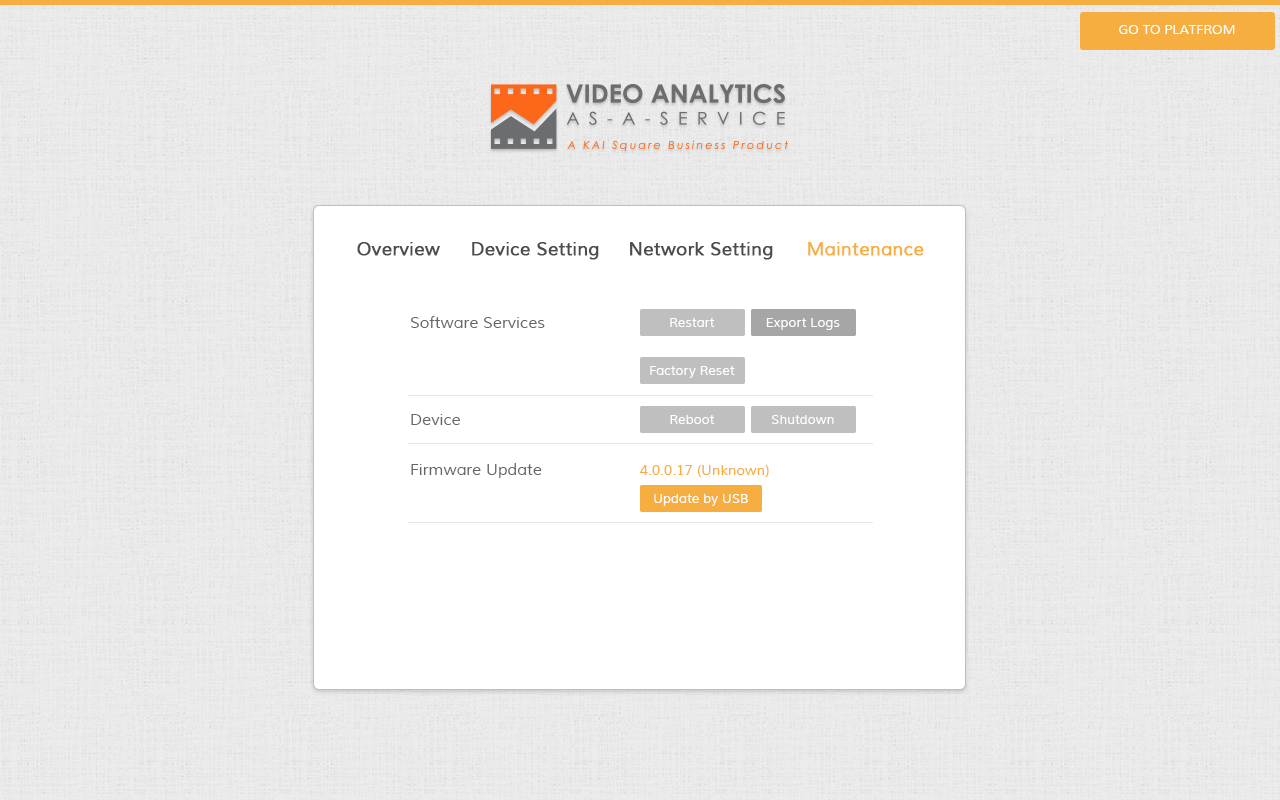 GO TO PLATFROM
VIDEO ANALYTICS
AS-A-SERVICE
A KAI Square Business Product
Overview Device Setting Network Setting Maintenance
Software Services Restart Export Logs
Factory Reset
Device Reboot Shutdown
Firmware Update 4.0.0.17 (Unknown)
Update by USB